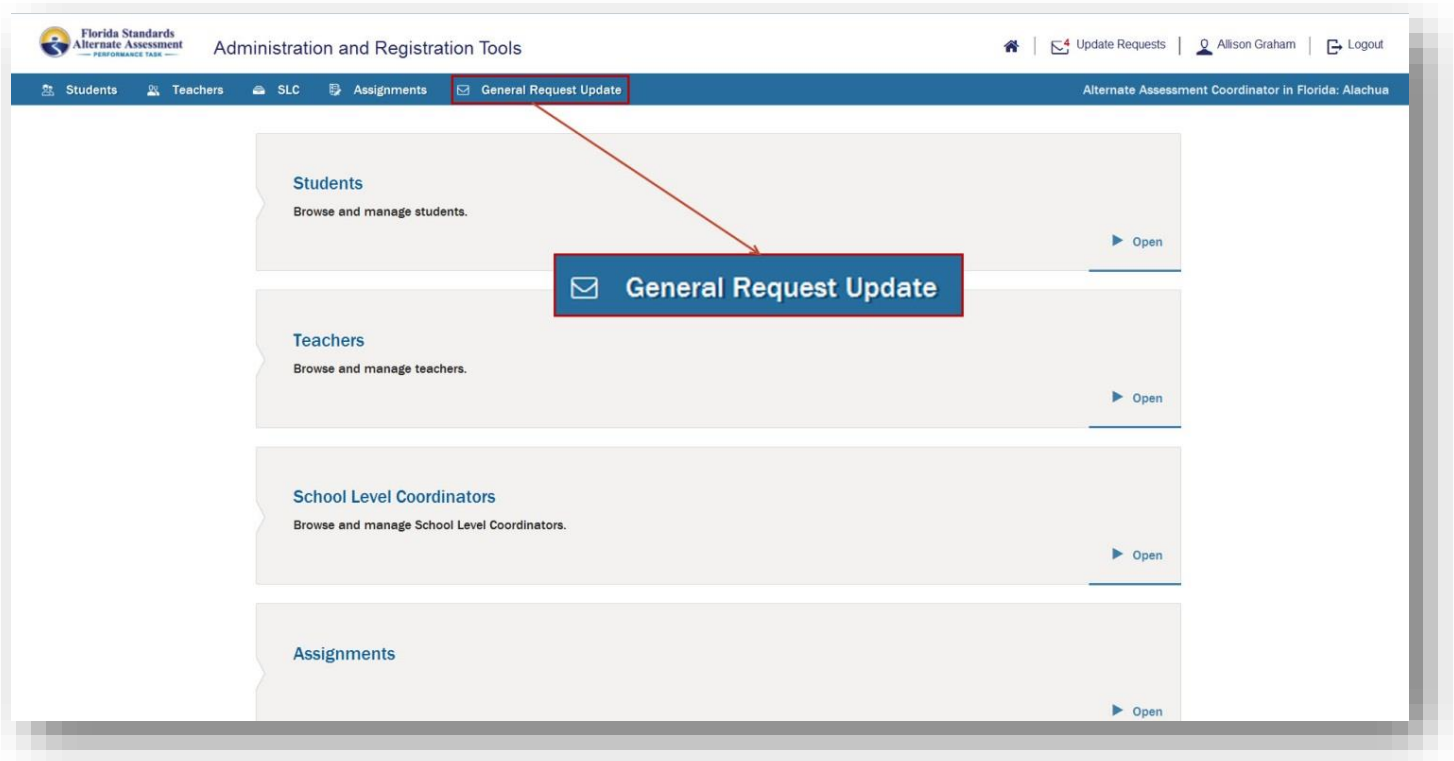 Florida Standards
Alternate Assessment
PERFORMANCE TASK
Administration and Registration Tools
4 Update Requests
Allison Graham
Logout
Students
Teachers
SLC
Assignments
General Request Update
Alternate Assessment Coordinator in Florida: Alachua
Students
Browse and manage students.
Open
General Request Update
Teachers
Browse and manage teachers.
Open
School Level Coordinators
Browse and manage School Level Coordinators.
Open
Assignments
Open